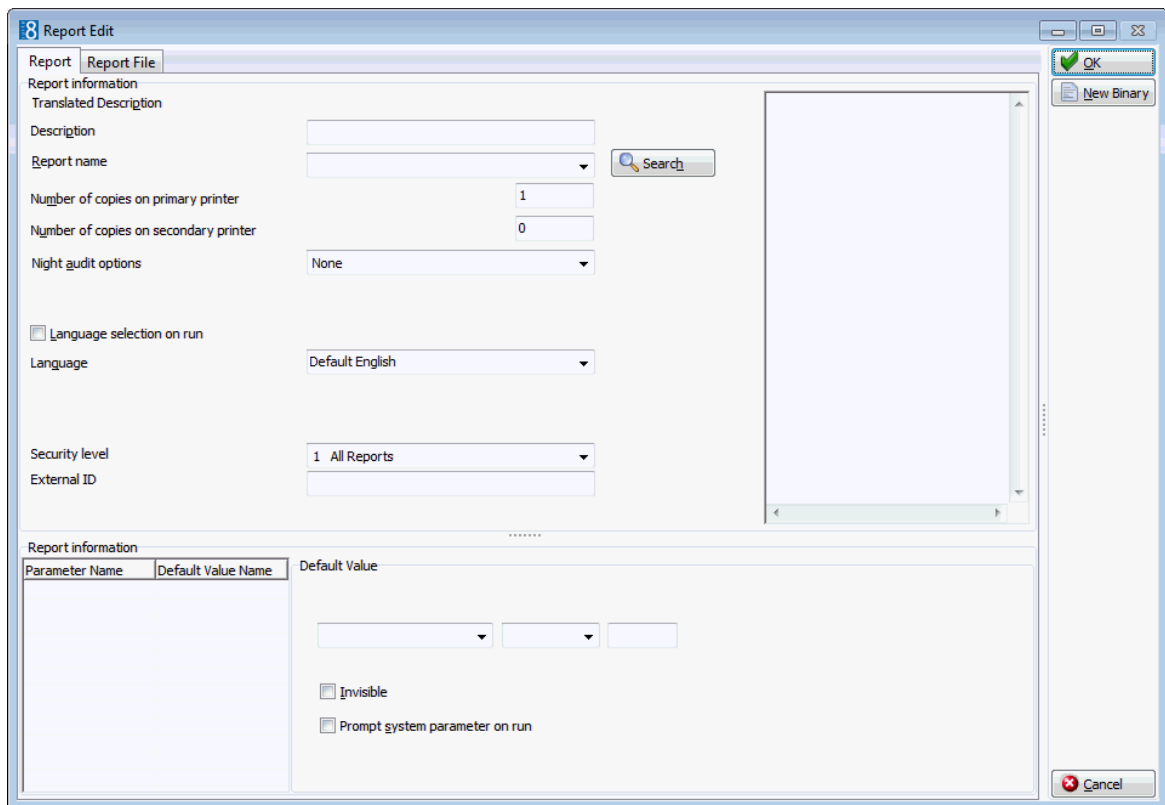 8 Report Edit
Report Report File
OK
New Binary
Report information
Translated Description
Description
Report name Search
Number of copies on primary printer 1
Number of copies on secondary printer 0
Night audit options None
Language selection on run
Language Default English
Security level 1 All Reports
External ID
Report information
Parameter Name Default Value Name Default Value
Invisible
Prompt system parameter on run
Cancel